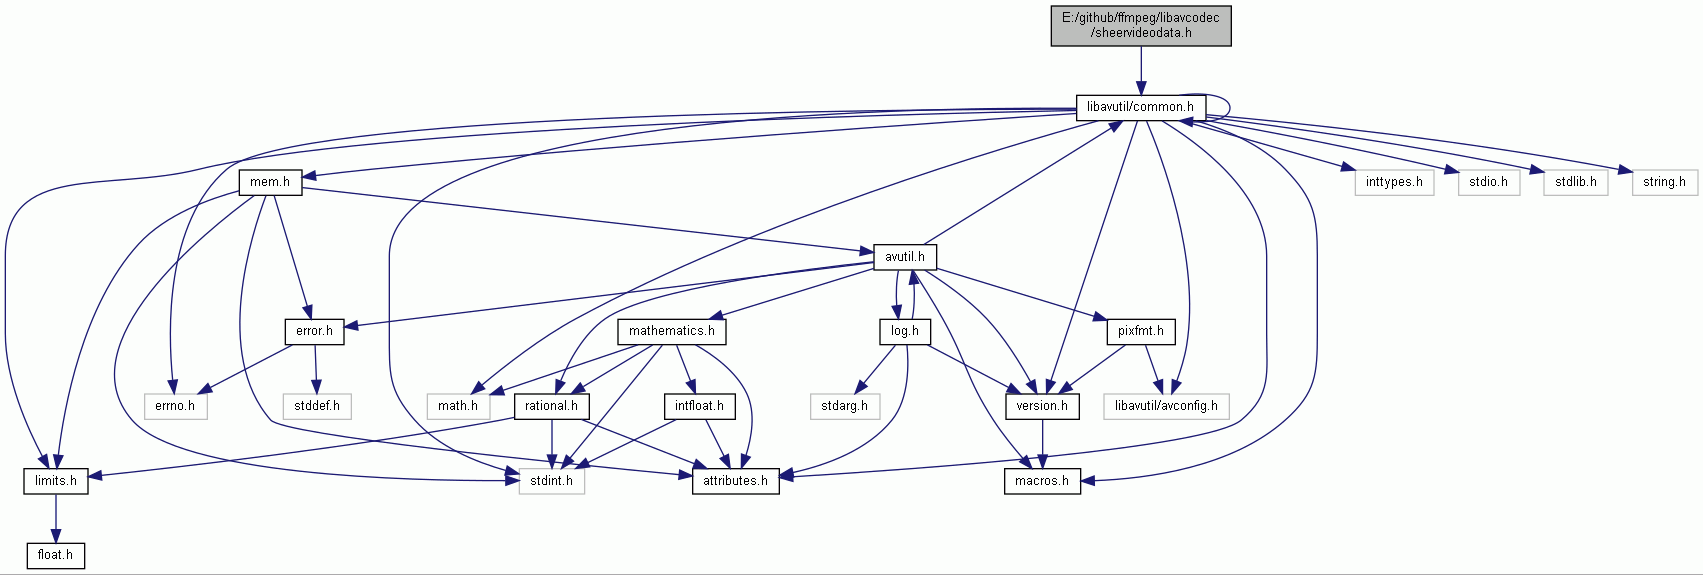 E:/github/ffmpeg/libavcodec
/sheervideodata.h
libavutil/common.h
mem.h
inttypes.h
stdio.h
stdlib.h
string.h
avutil.h
error.h
mathematics.h
log.h
pixfmt.h
errno.h
stddef.h
math.h
rational.h
intfloat.h
stdarg.h
version.h
libavutil/avconfig.h
limits.h
stdint.h
attributes.h
macros.h
float.h